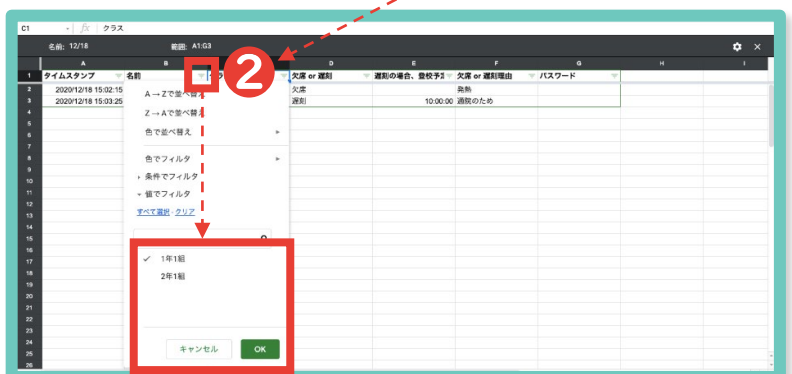 C1 fx クラス
名前: 12/18 範囲: A1:G3
A B D E F G H I
1 タイムスタンプ 名前 欠席 or 遅刻 遅刻の場合、登校予定 欠席 or 遅刻理由 パスワード
2 2020/12/18 15:02:15 欠席 発熱
3 2020/12/18 15:03:25 遅刻 10:00:00 通院のため
2
A→Zで並べ替え
Z→Aで並べ替え
色で並べ替え
色でフィルタ
条件でフィルタ
値でフィルタ
すべて選択 - クリア
✓ 1年1組
2年1組
キャンセル OK
4
5
6
7
8
9
10
11
12
13
14
15
16
17
18
19
20
21
22
23
24
25
26